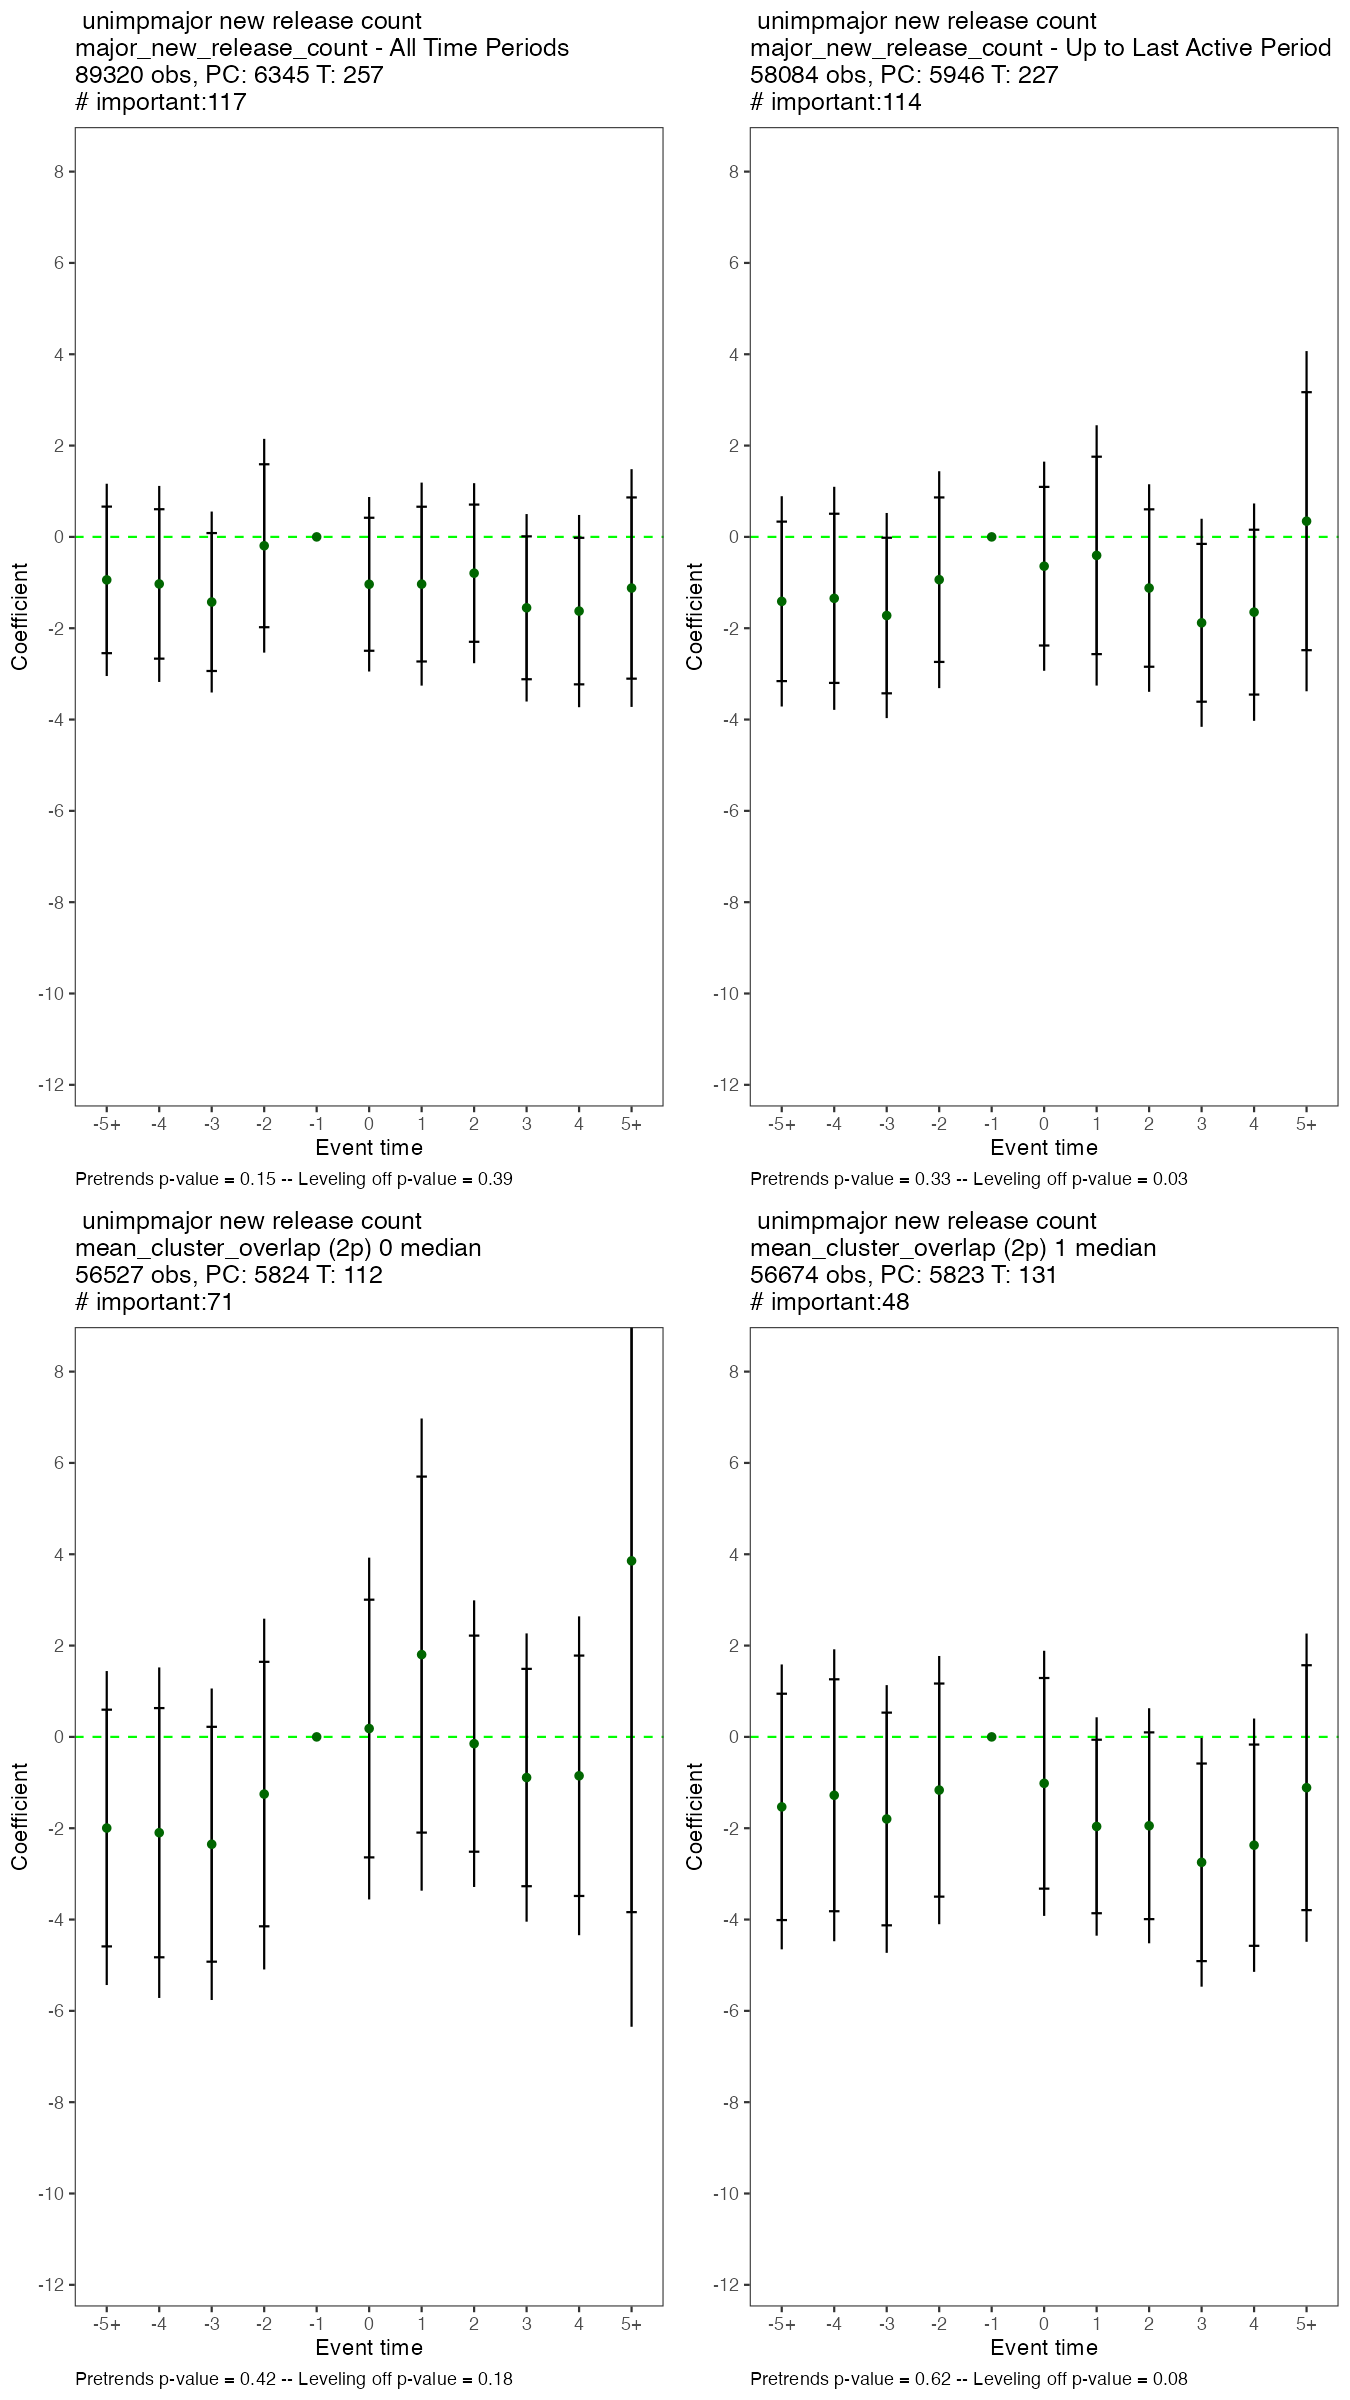 unimpmajor new release count
major_new_release_count - All Time Periods
89320 obs, PC: 6345 T: 257
# important:117
8
6
4
2
0
-2
-4
-6
-8
-10
-12
Coefficient
-5+ -4 -3 -2 -1 0 1 2 3 4 5+
Event time
Pretrends p-value = 0.15 -- Leveling off p-value = 0.39
unimpmajor new release count
major_new_release_count - Up to Last Active Period
58084 obs, PC: 5946 T: 227
# important:114
8
6
4
2
0
-2
-4
-6
-8
-10
-12
Coefficient
-5+ -4 -3 -2 -1 0 1 2 3 4 5+
Event time
Pretrends p-value = 0.33 -- Leveling off p-value = 0.03
unimpmajor new release count
mean_cluster_overlap (2p) 0 median
56527 obs, PC: 5824 T: 112
# important:71
8
6
4
2
0
-2
-4
-6
-8
-10
-12
Coefficient
-5+ -4 -3 -2 -1 0 1 2 3 4 5+
Event time
Pretrends p-value = 0.42 -- Leveling off p-value = 0.18
unimpmajor new release count
mean_cluster_overlap (2p) 1 median
56674 obs, PC: 5823 T: 131
# important:48
8
6
4
2
0
-2
-4
-6
-8
-10
-12
Coefficient
-5+ -4 -3 -2 -1 0 1 2 3 4 5+
Event time
Pretrends p-value = 0.62 -- Leveling off p-value = 0.08